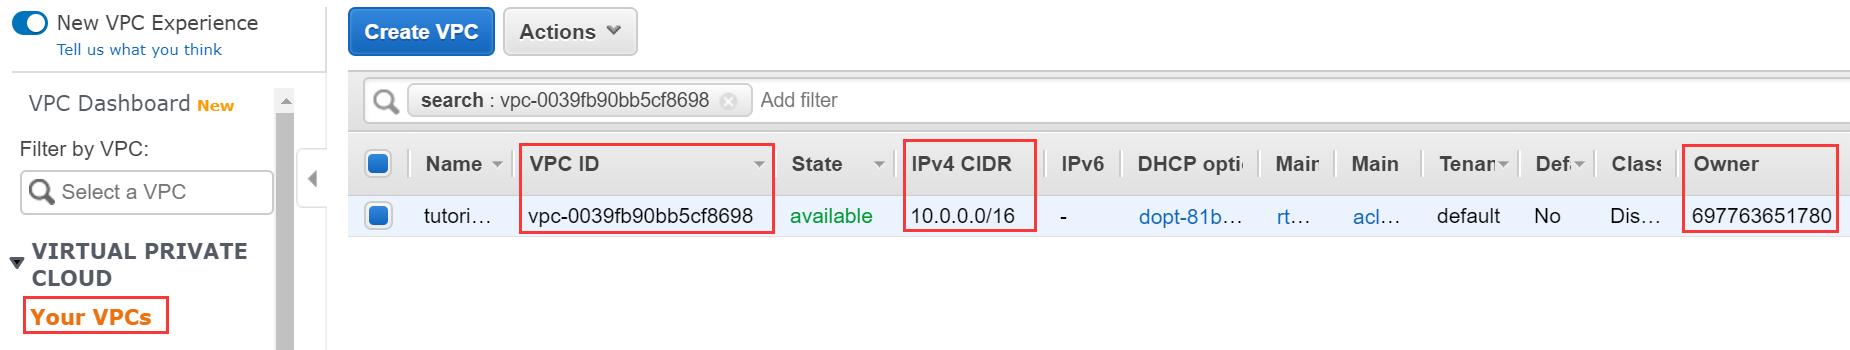 New VPC Experience
Tell us what you think
VPC Dashboard New
Filter by VPC:
Select a VPC
VIRTUAL PRIVATE
CLOUD
Your VPCs
Create VPC Actions
search : vpc-0039fb90bb5cf8698 Add filter
Name VPC ID State IPv4 CIDR IPv6 DHCP opti Main Main Tenan Def Class Owner
tutori... vpc-0039fb90bb5cf8698 available 10.0.0.0/16 - dopt-81b... rt... acl... default No Dis... 697763651780